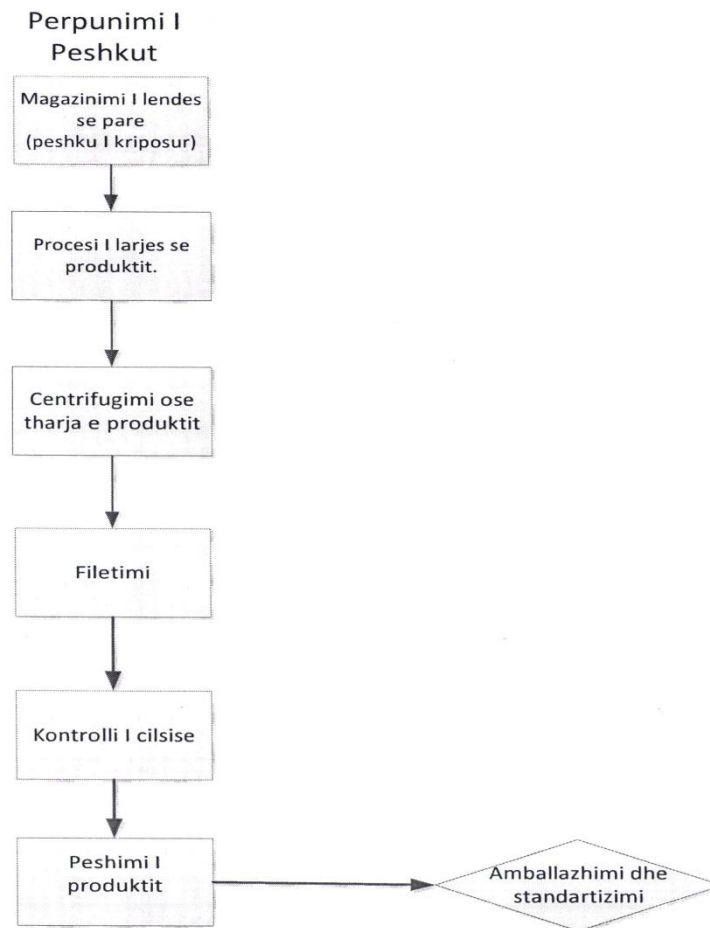 Perpunimi I
Peshkut
Magazinimi I lendes
se pare
(peshku I kriposur)
Procesi I larjes se
produktit.
Centrifugimi ose
tharja e produktit
Filetimi
Kontrolli I cilsise
Peshimi I
produktit
Amballazhimi dhe
standartizimi